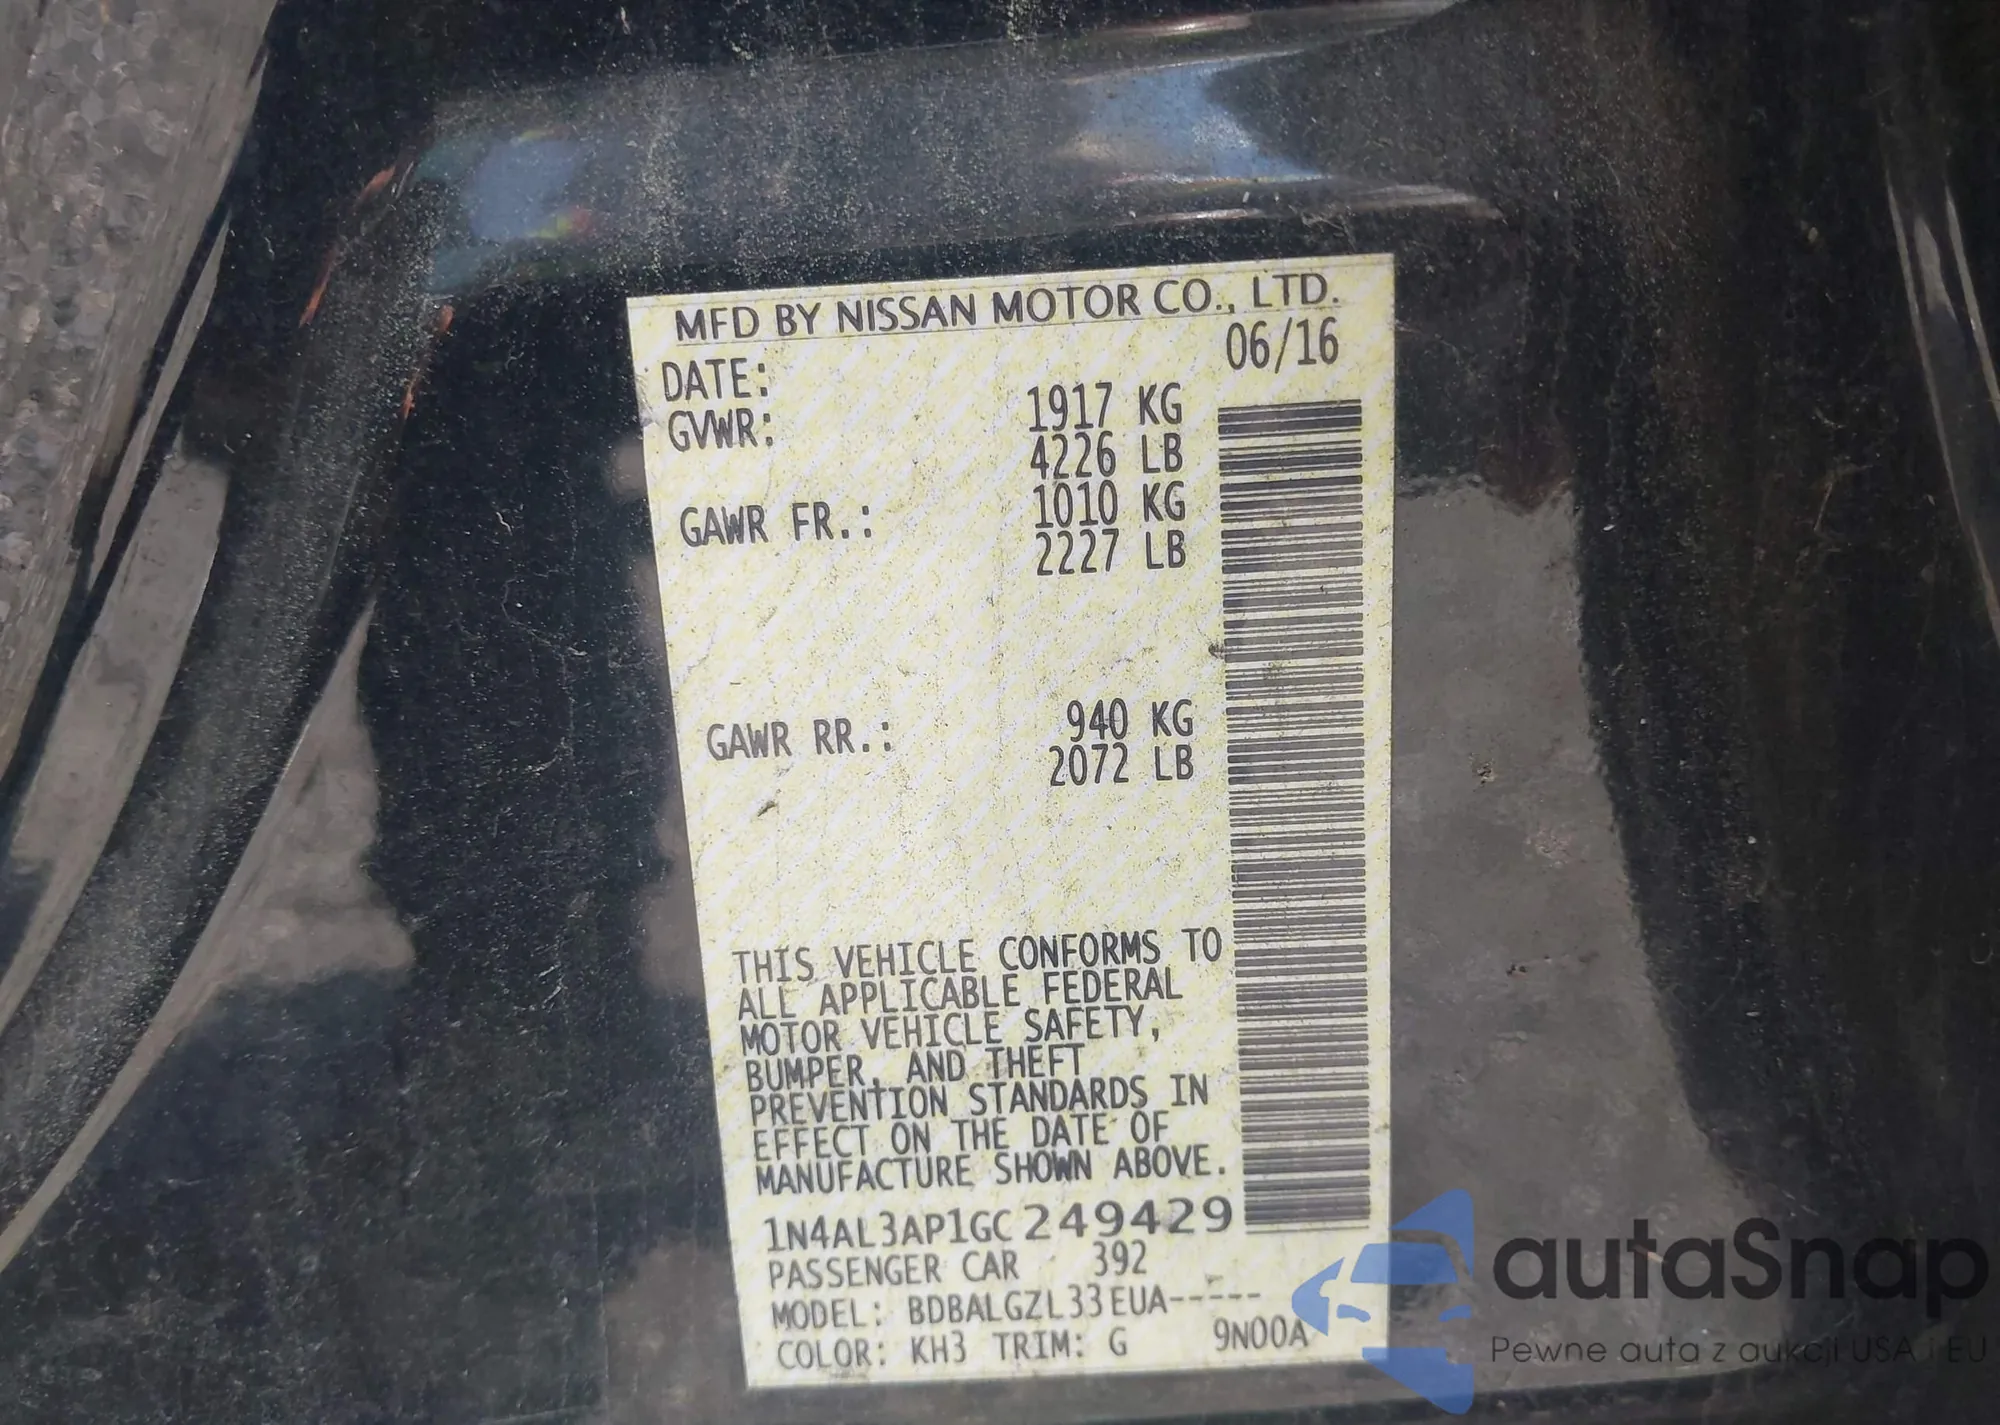 MFD BY NISSAN MOTOR CO., LTD.
DATE: 06/16
GVWR: 1917 KG
4226 LB
GAWR FR.: 1010 KG
2227 LB
GAWR RR.: 940 KG
2072 LB
THIS VEHICLE CONFORMS TO
ALL APPLICABLE FEDERAL
MOTOR VEHICLE SAFETY,
BUMPER, AND THEFT
PREVENTION STANDARDS IN
EFFECT ON THE DATE OF
MANUFACTURE SHOWN ABOVE.
1N4AL3AP1GC249429
PASSENGER CAR 392
MODEL: BDBALGZL33EUA-----
COLOR: KH3 TRIM: G 9N00A
autaSnap
Pewne auta z aukcji USA i EU